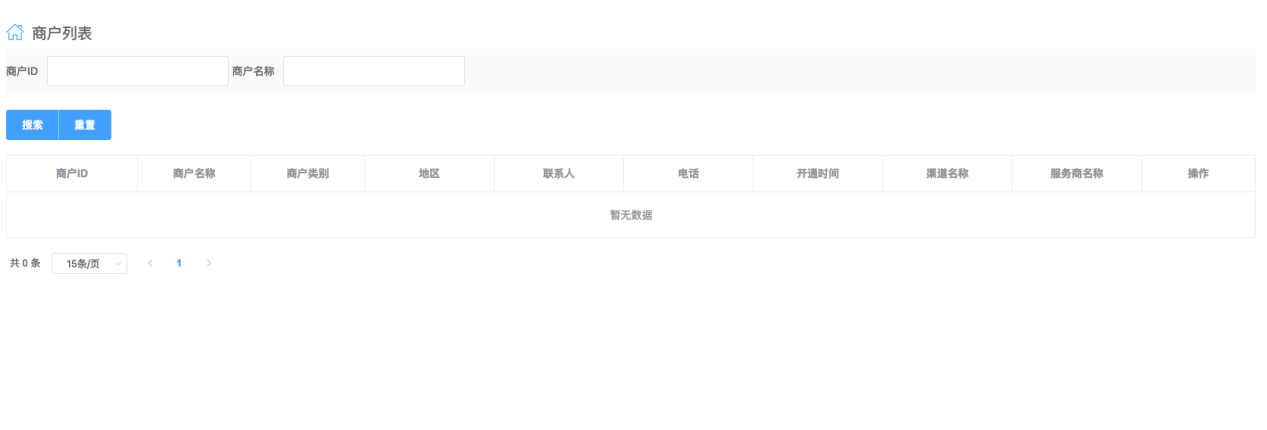 商户列表
商户ID 商户名称
搜索 重置
商户ID 商户名称 商户类别 地区 联系人 电话 开通时间 渠道名称 服务商名称 操作
暂无数据
共 0 条 15条/页 1